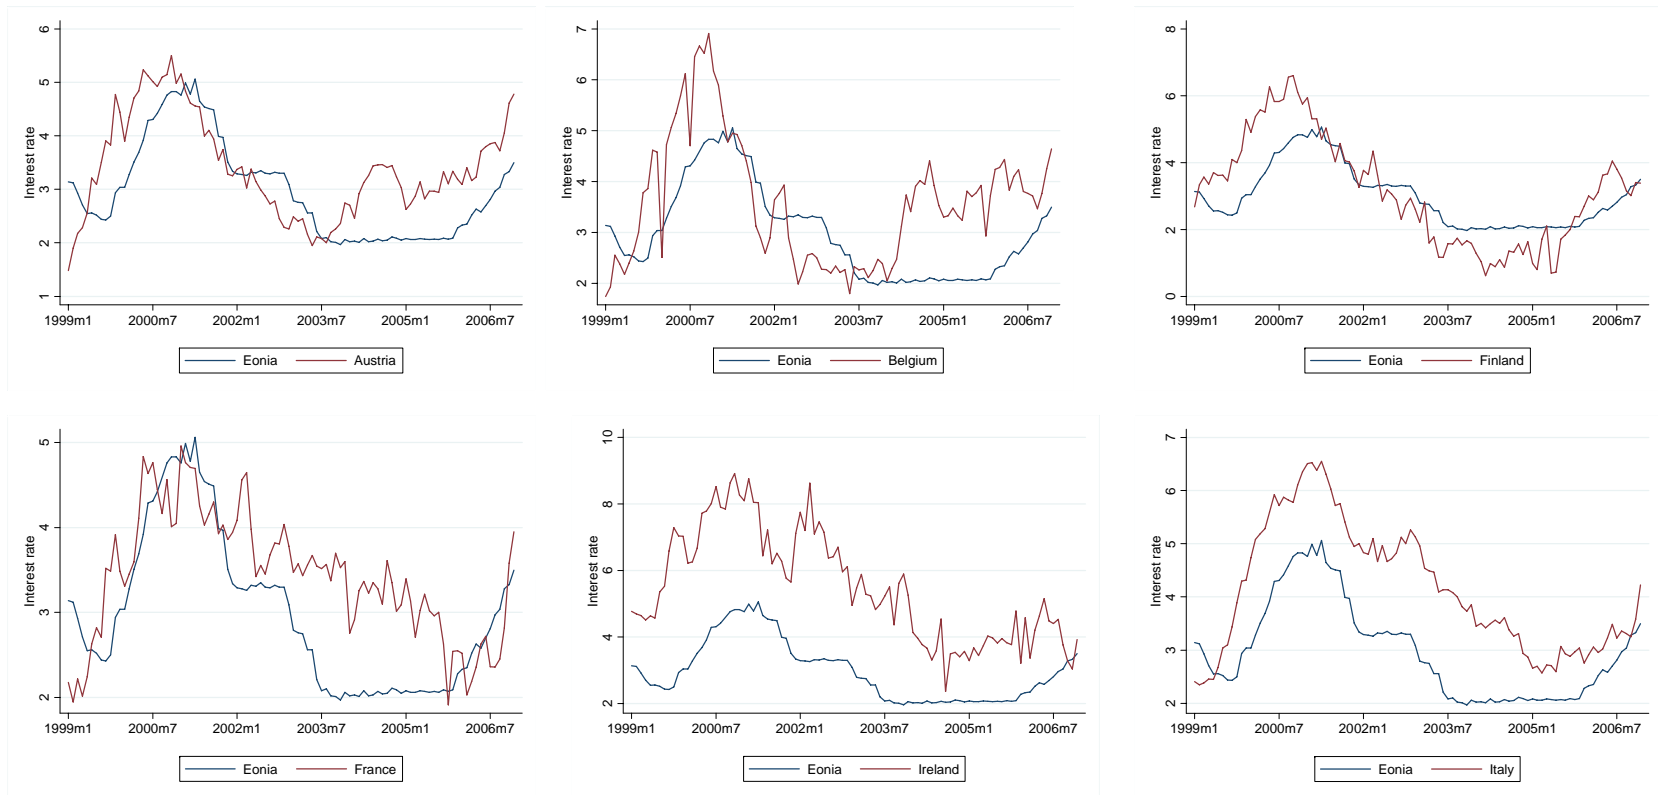 Interest rate
6
5
4
3
2
1
1999m1 2000m7 2002m1 2003m7 2005m1 2006m7
Eonia Austria
Interest rate
7
6
5
4
3
2
1999m1 2000m7 2002m1 2003m7 2005m1 2006m7
Eonia Belgium
Interest rate
8
6
4
2
0
1999m1 2000m7 2002m1 2003m7 2005m1 2006m7
Eonia Finland
Interest rate
5
4
3
2
1999m1 2000m7 2002m1 2003m7 2005m1 2006m7
Eonia France
Interest rate
10
8
6
4
2
1999m1 2000m7 2002m1 2003m7 2005m1 2006m7
Eonia Ireland
Interest rate
7
6
5
4
3
2
1999m1 2000m7 2002m1 2003m7 2005m1 2006m7
Eonia Italy